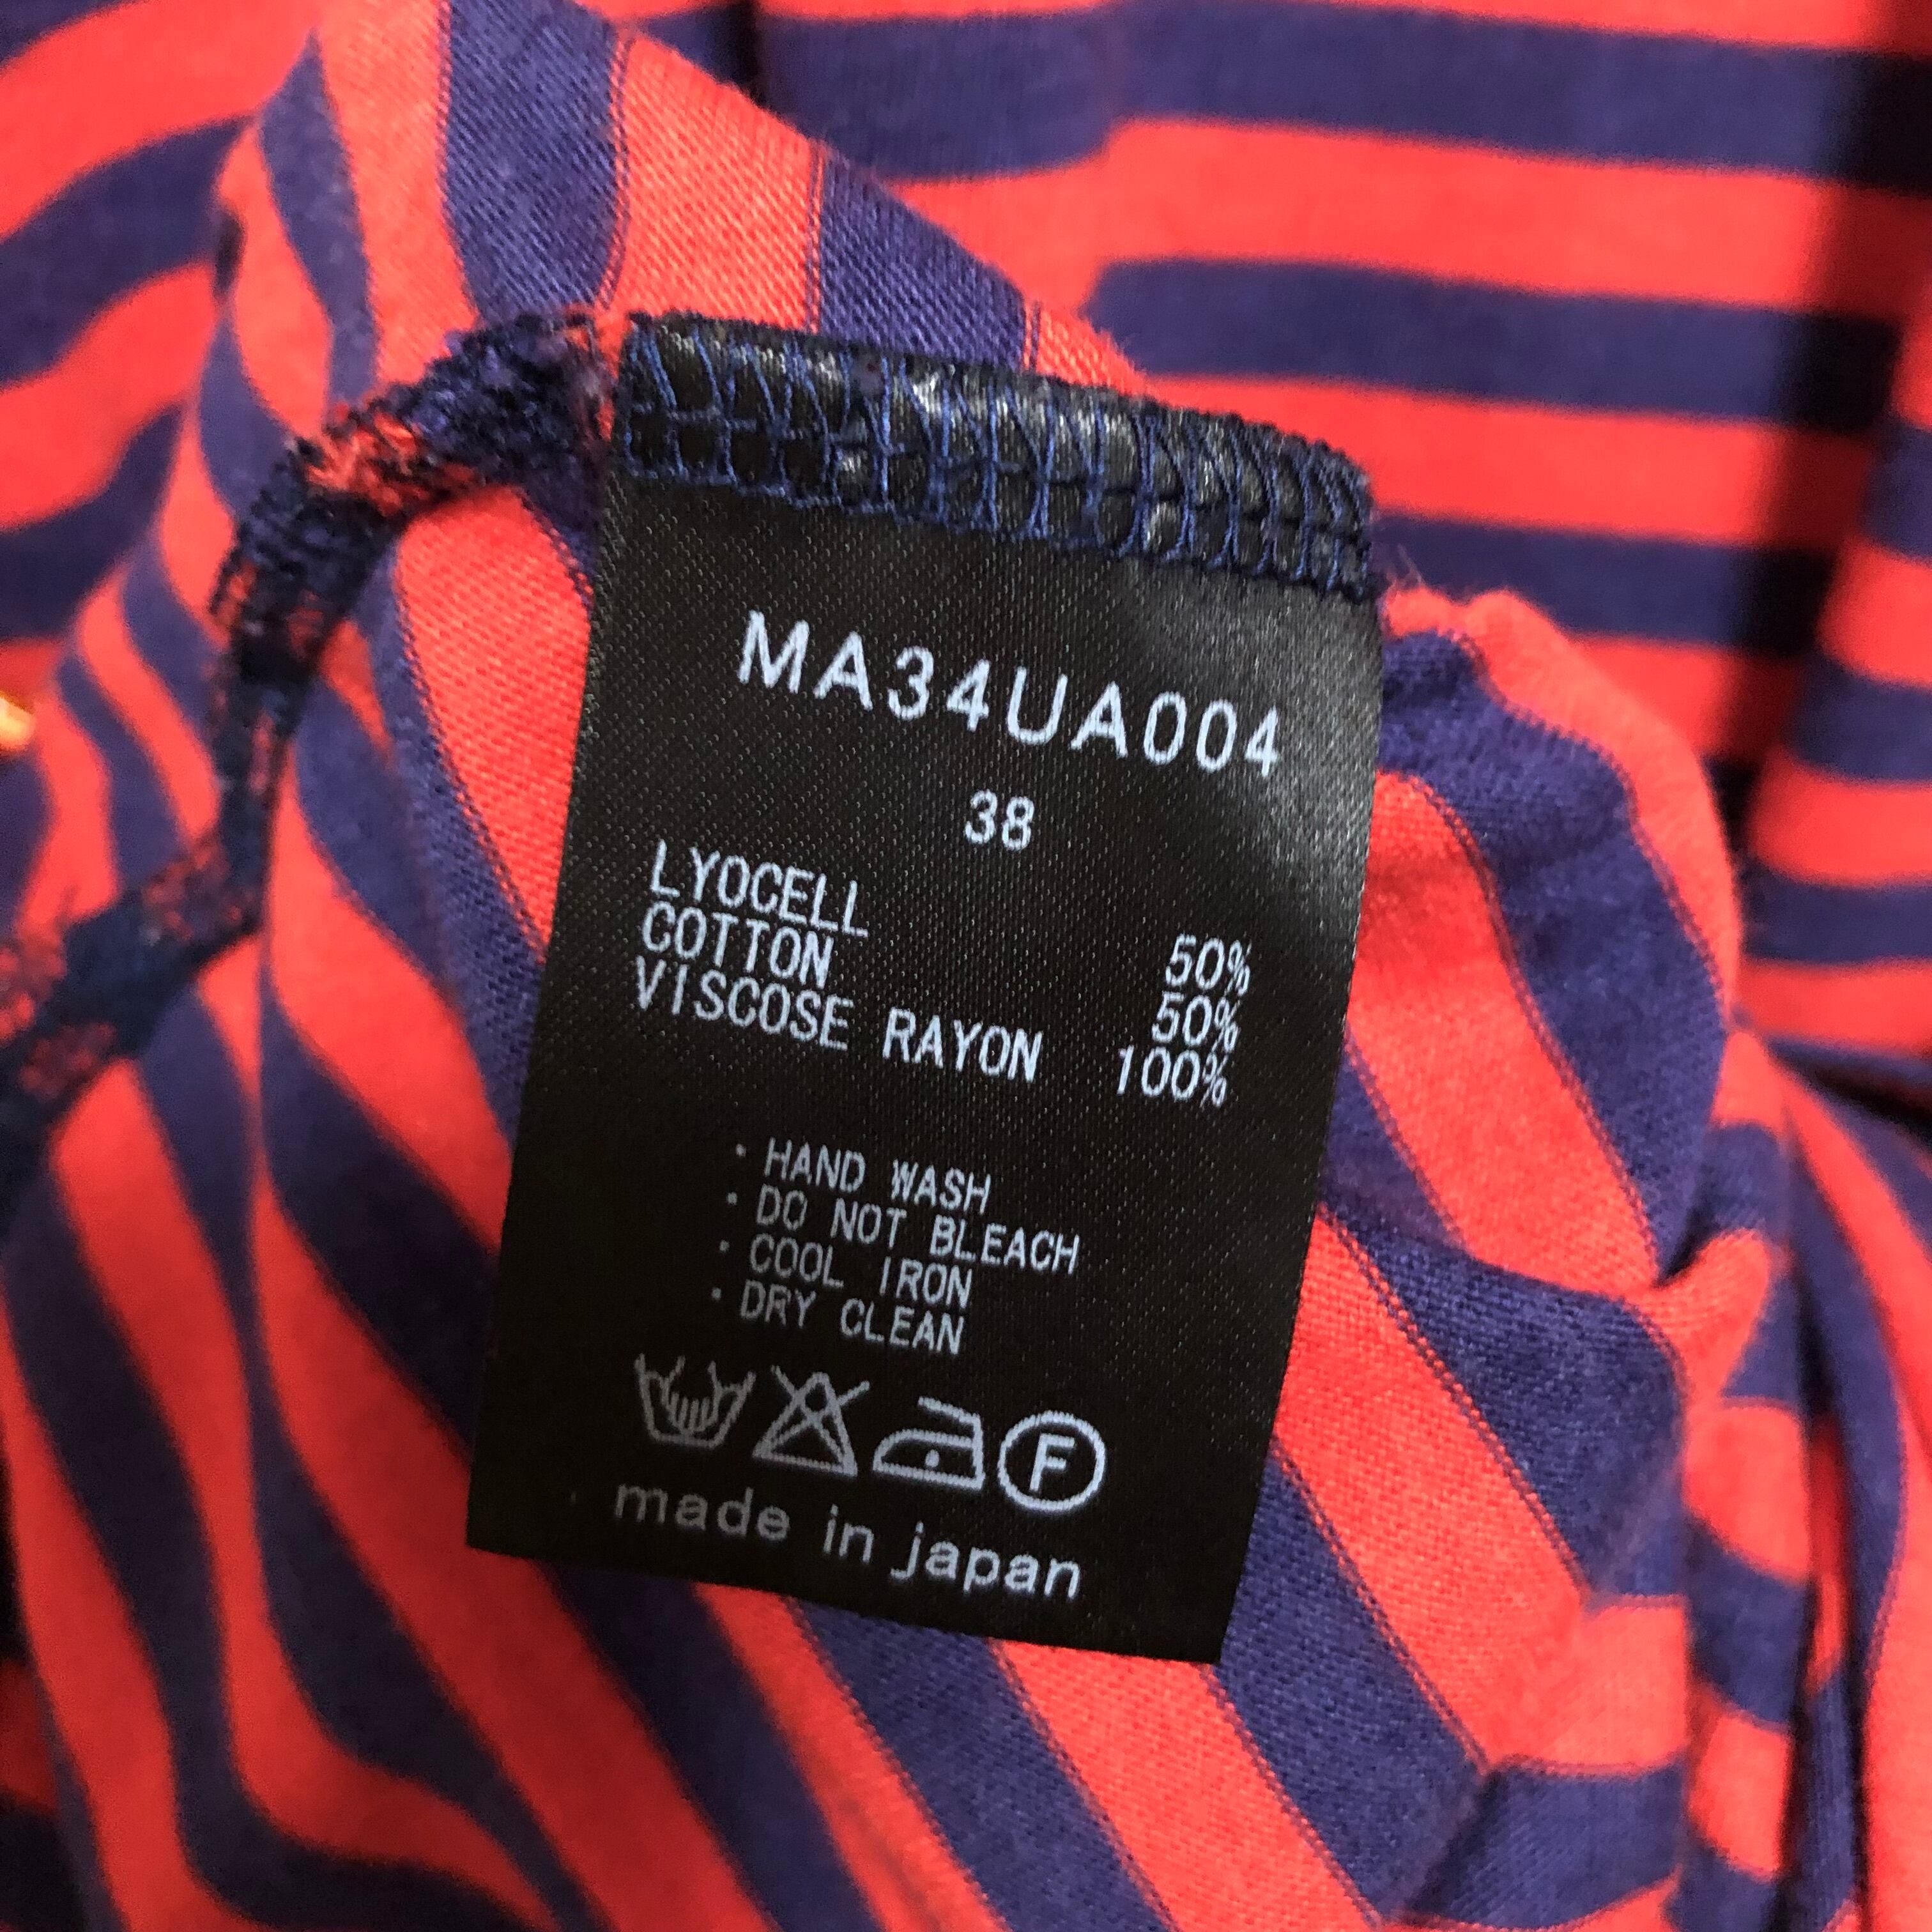 MA34UA004
38
LYOCELL 50%
COTTON 50%
VISCOSE RAYON 100%
· HAND WASH
· DO NOT BLEACH
· COOL IRON
· DRY CLEAN
F
made in japan